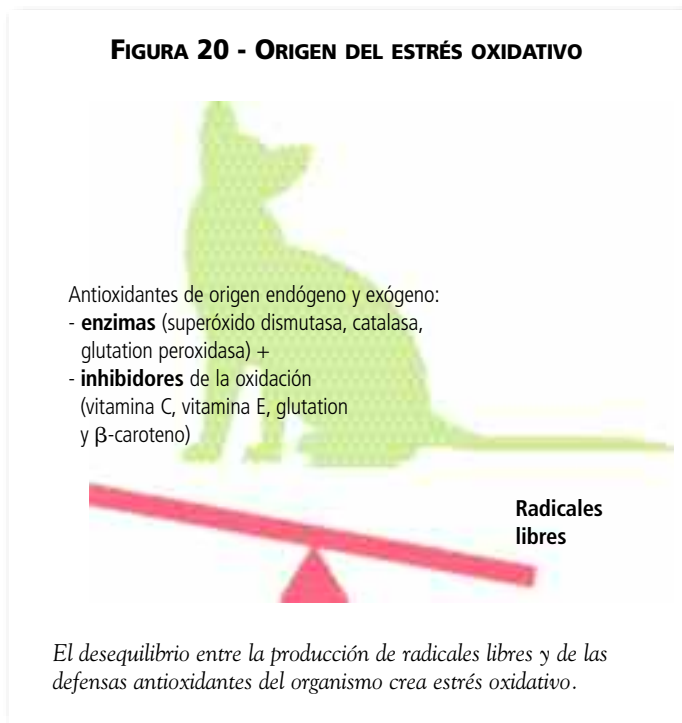 FIGURA 20 - ORIGEN DEL ESTRÉS OXIDATIVO
Antioxidantes de origen endógeno y exógeno:
- enzimas (superóxido dismutasa, catalasa,
glutation peroxidasa) +
- inhibidores de la oxidación
(vitamina C, vitamina E, glutation
y β-caroteno)
Radicales
libres
El desequilibrio entre la producción de radicales libres y de las
defensas antioxidantes del organismo crea estrés oxidativo.